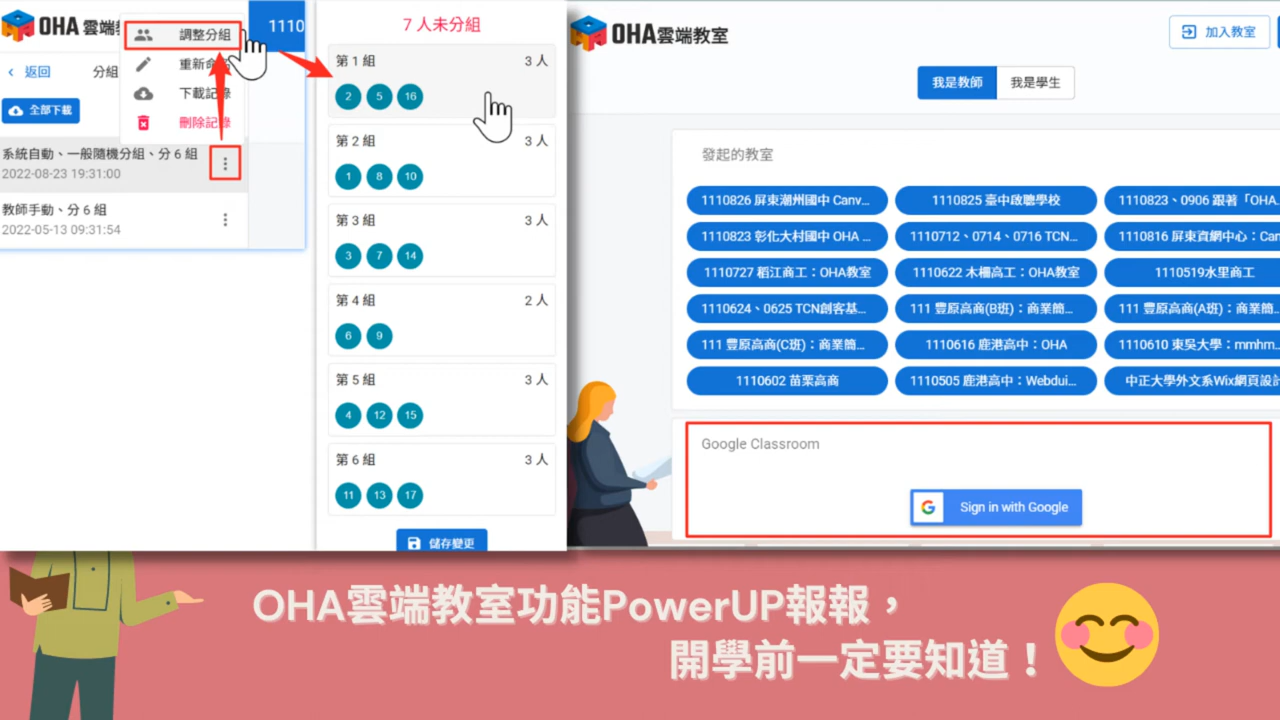 OHA 雲端
1110
調整分組
返回
分組
重新命名
下載記錄
刪除記錄
全部下載
系統自動、一般隨機分組、分 6 組
2022-08-23 19:31:00
教師手動、分 6 組
2022-05-13 09:31:54
7 人未分組
第 1 組 3 人
2 5 16
第 2 組 3 人
1 8 10
第 3 組 3 人
3 7 14
第 4 組 2 人
6 9
第 5 組 3 人
4 12 15
第 6 組 3 人
11 13 17
儲存變更
OHA雲端教室
加入教室
我是教師 我是學生
發起的教室
1110826 屏東潮州國中 Canv...
1110825 臺中啟聰學校
1110823、0906 跟著「OHA...
1110823 彰化大村國中 OHA ...
1110712、0714、0716 TCN...
1110816 屏東資網中心：Can
1110727 稻江商工：OHA教室
1110622 木柵高工：OHA教室
1110519水里商工
1110624、0625 TCN創客基...
111 豐原高商(B班)：商業簡...
111 豐原高商(A班)：商業簡...
111 豐原高商(C班)：商業簡...
1110616 鹿港高中：OHA
1110610 東吳大學：mmhm...
1110602 苗栗高商
1110505 鹿港高中：Webdui...
中正大學外文系Wix網頁設計
Google Classroom
G Sign in with Google
OHA雲端教室功能PowerUP報報，
開學前一定要知道！